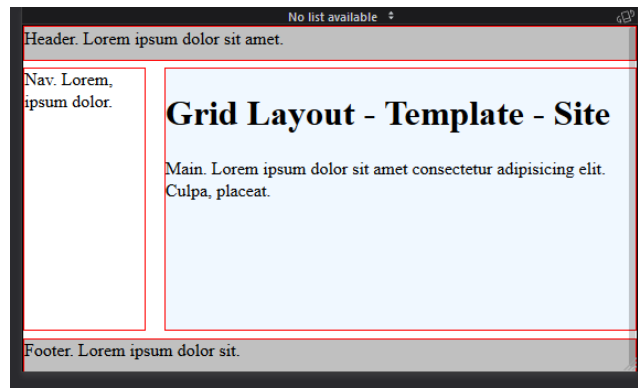 No list available
Header. Lorem ipsum dolor sit amet.
Nav. Lorem,
ipsum dolor.
Grid Layout - Template - Site
Main. Lorem ipsum dolor sit amet consectetur adipisicing elit.
Culpa, placeat.
Footer. Lorem ipsum dolor sit.